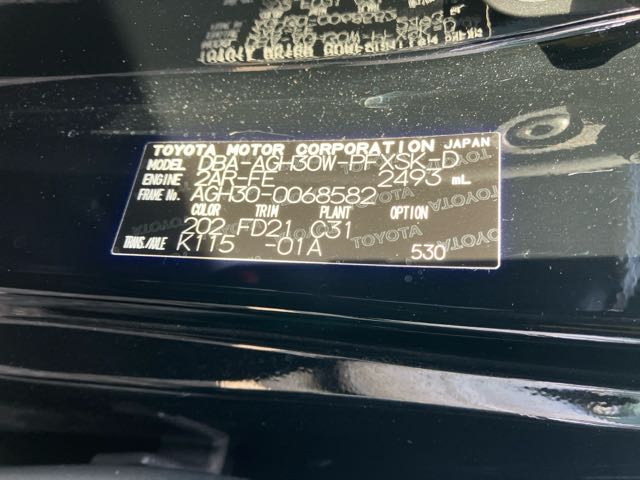 TOYOTA MOTOR CORPORATION JAPAN
MODEL DBA-AGH30W-PFXSK-D
ENGINE 2AR-FE 2493 mL
FRAME NO. AGH30-0068582
COLOR TRIM PLANT OPTION
202 FD21 C31
TRANS./AXLE K115 -01A 530